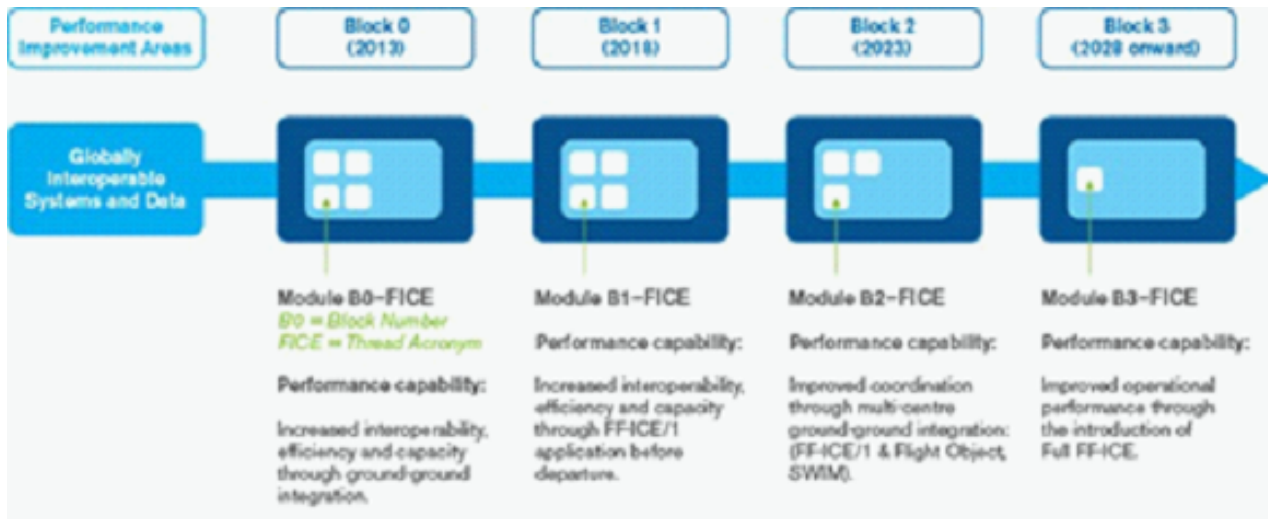 Performance
Improvement Areas
Block 0
(2013)
Block 1
(2018)
Block 2
(2023)
Block 3
(2028 onward)
Globally
Interoperable
Systems and Data
Module B0–FICE
B0 = Block Number
FICE = Thread Acronym
Performance capability:
Increased interoperability,
efficiency and capacity
through ground-ground
integration.
Module B1–FICE
Performance capability:
Increased interoperability,
efficiency and capacity
through FF-ICE/1
application before
departure.
Module B2–FICE
Performance capability:
Improved coordination
through multi-centre
ground-ground integration:
(FF-ICE/1 & Flight Object,
SWIM).
Module B3–FICE
Performance capability:
Improved operational
performance through
the introduction of
Full FF-ICE.